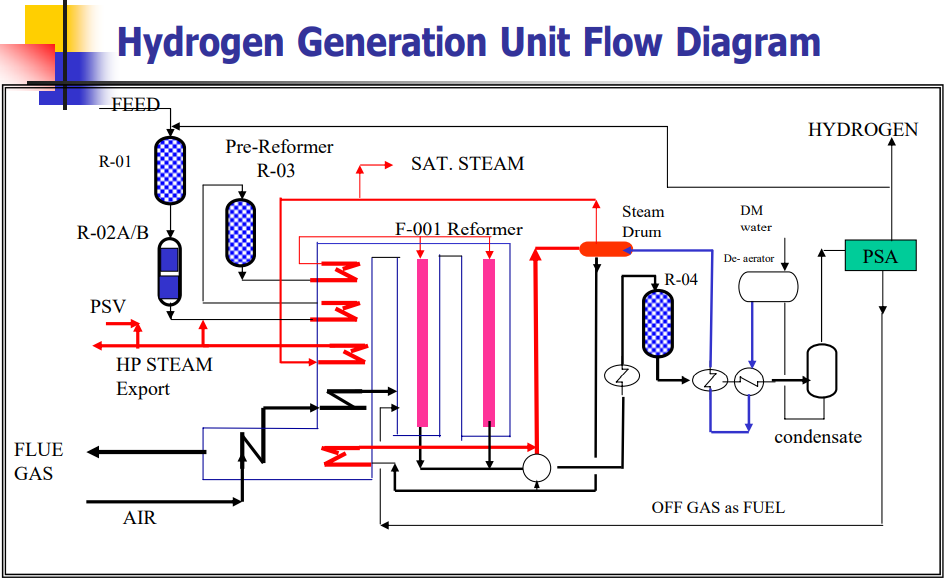 Hydrogen Generation Unit Flow Diagram
FEED
HYDROGEN
R-01
Pre-Reformer
R-03
SAT. STEAM
R-02A/B
F-001 Reformer
Steam
Drum
DM
water
De- aerator
PSA
R-04
PSV
HP STEAM
Export
condensate
FLUE
GAS
AIR
OFF GAS as FUEL